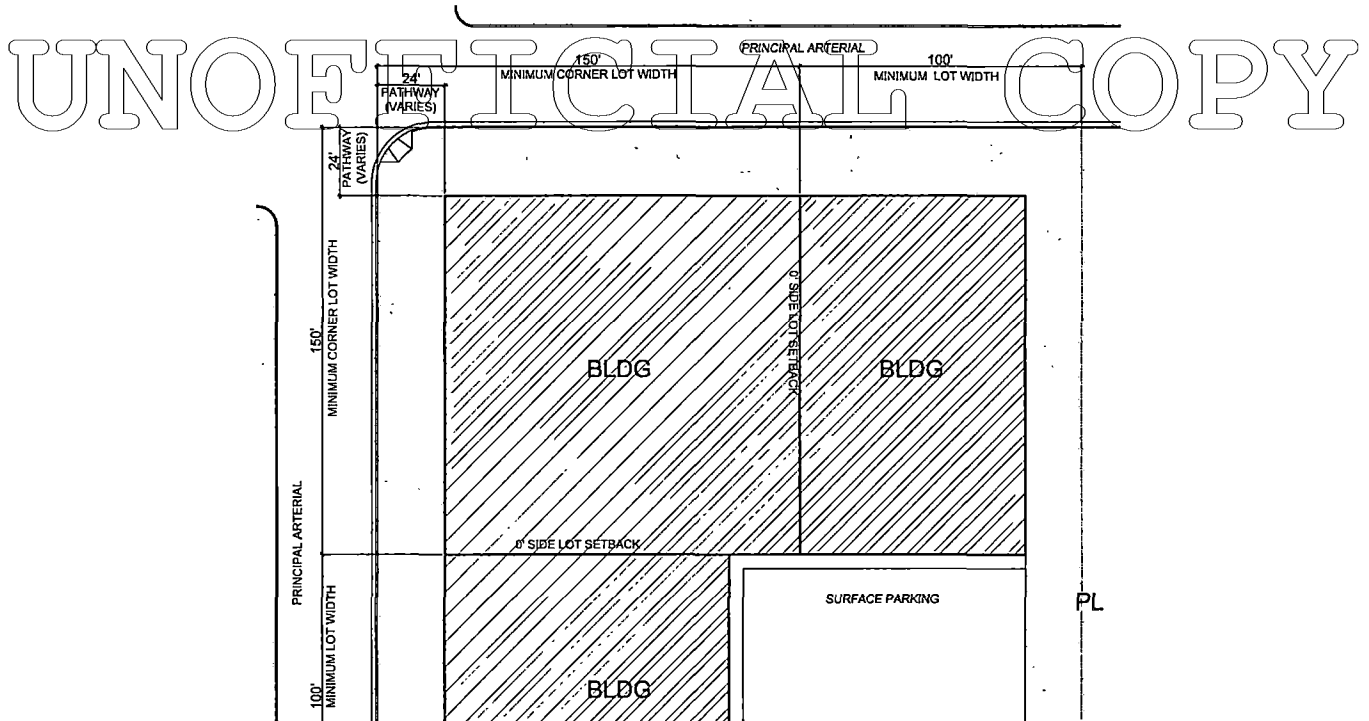 UNOFFICIAL COPY
PRINCIPAL ARTERIAL
150'
MINIMUM CORNER LOT WIDTH
100'
MINIMUM LOT WIDTH
24'
PATHWAY
(VARIES)
24'
PATHWAY
(VARIES)
150'
MINIMUM CORNER LOT WIDTH
0' SIDE LOT SETBACK
BLDG
BLDG
0' SIDE LOT SETBACK
PRINCIPAL ARTERIAL
100'
MINIMUM LOT WIDTH
SURFACE PARKING
PL
BLDG